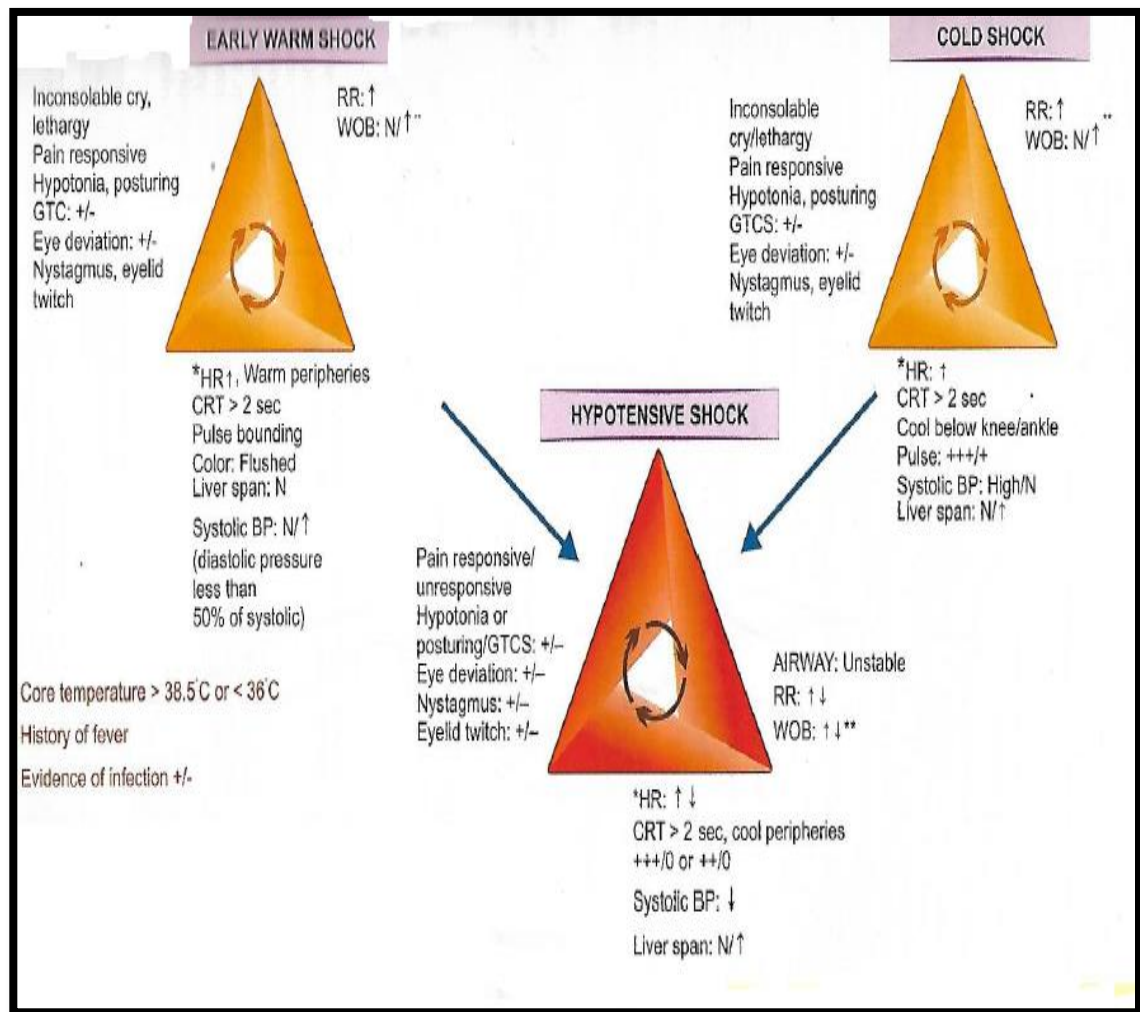 EARLY WARM SHOCK
Inconsolable cry,
lethargy
Pain responsive
Hypotonia, posturing
GTC: +/-
Eye deviation: +/-
Nystagmus, eyelid
twitch
RR: ↑
WOB: N/↑**
*HR↑, Warm peripheries
CRT > 2 sec
Pulse bounding
Color: Flushed
Liver span: N
Systolic BP: N/↑
(diastolic pressure
less than
50% of systolic)
COLD SHOCK
Inconsolable
cry/lethargy
Pain responsive
Hypotonia, posturing
GTCS: +/-
Eye deviation: +/-
Nystagmus, eyelid
twitch
RR: ↑
WOB: N/↑**
*HR: ↑
CRT > 2 sec
Cool below knee/ankle
Pulse: +++/+
Systolic BP: High/N
Liver span: N/↑
HYPOTENSIVE SHOCK
Pain responsive/
unresponsive
Hypotonia or
posturing/GTCS: +/–
Eye deviation: +/–
Nystagmus: +/–
Eyelid twitch: +/–
AIRWAY: Unstable
RR: ↑↓
WOB: ↑↓**
*HR: ↑↓
CRT > 2 sec, cool peripheries
+++/0 or ++/0
Systolic BP: ↓
Liver span: N/↑
Core temperature > 38.5°C or < 36°C
History of fever
Evidence of infection +/-